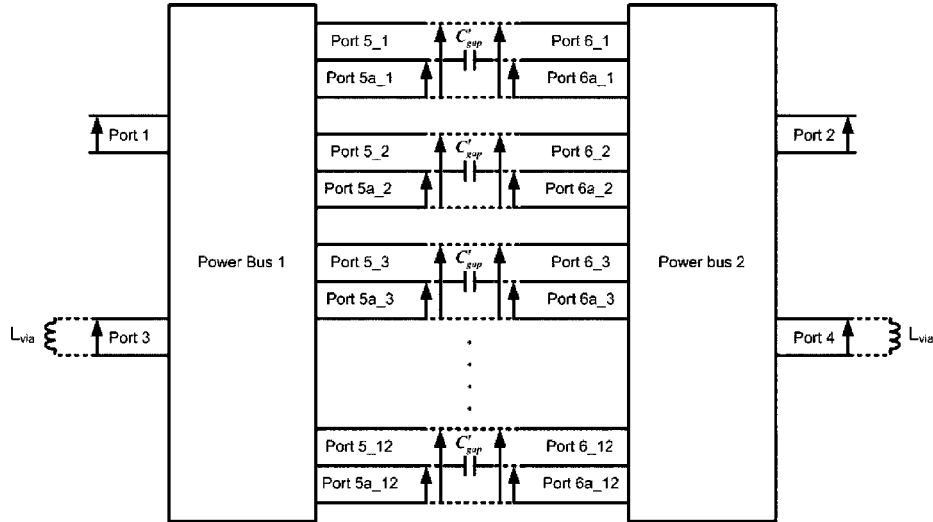 Port 5_1 C'gap Port 6_1
Port 5a_1 Port 6a_1
Port 1 Port 2
Port 5_2 C'gap Port 6_2
Port 5a_2 Port 6a_2
Power Bus 1 Port 5_3 C'gap Port 6_3 Power bus 2
Port 5a_3 Port 6a_3
Lvia Port 3 Port 4 Lvia
Port 5_12 C'gap Port 6_12
Port 5a_12 Port 6a_12